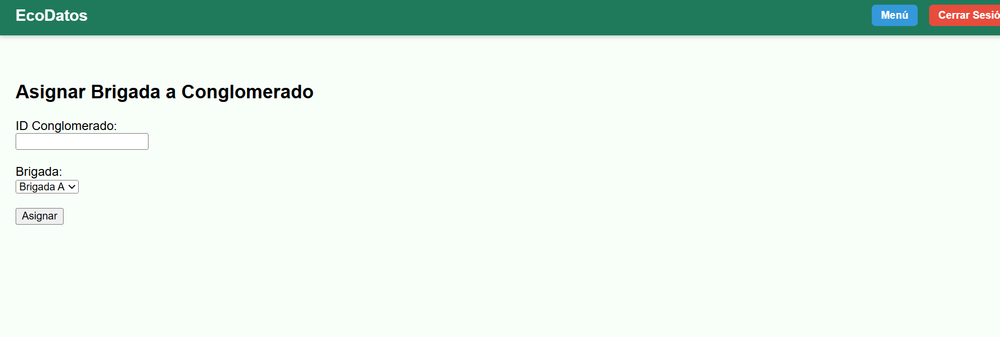 EcoDatos Menú Cerrar Sesió
Asignar Brigada a Conglomerado
ID Conglomerado:
Brigada:
Brigada A
Asignar